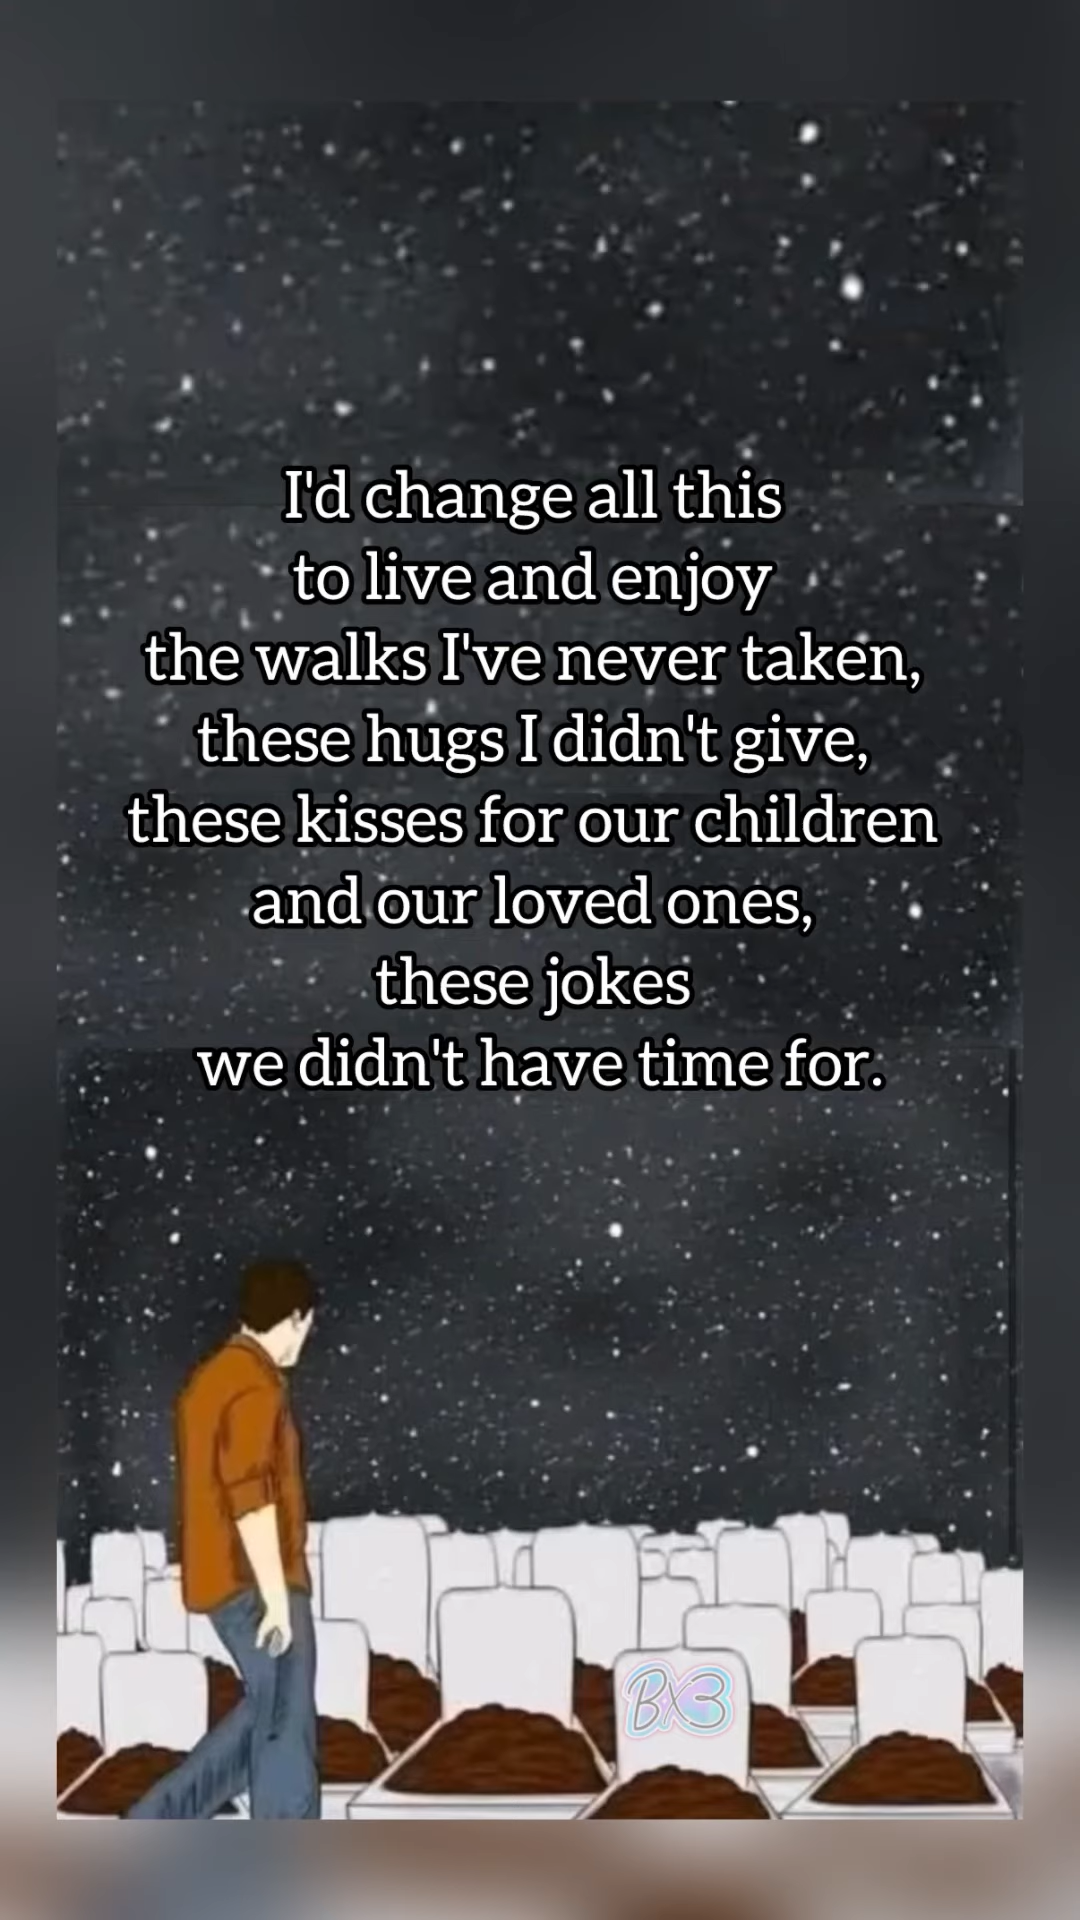 I'd change all this
to live and enjoy
the walks I've never taken,
these hugs I didn't give,
these kisses for our children
and our loved ones,
these jokes
we didn't have time for.
Bx3